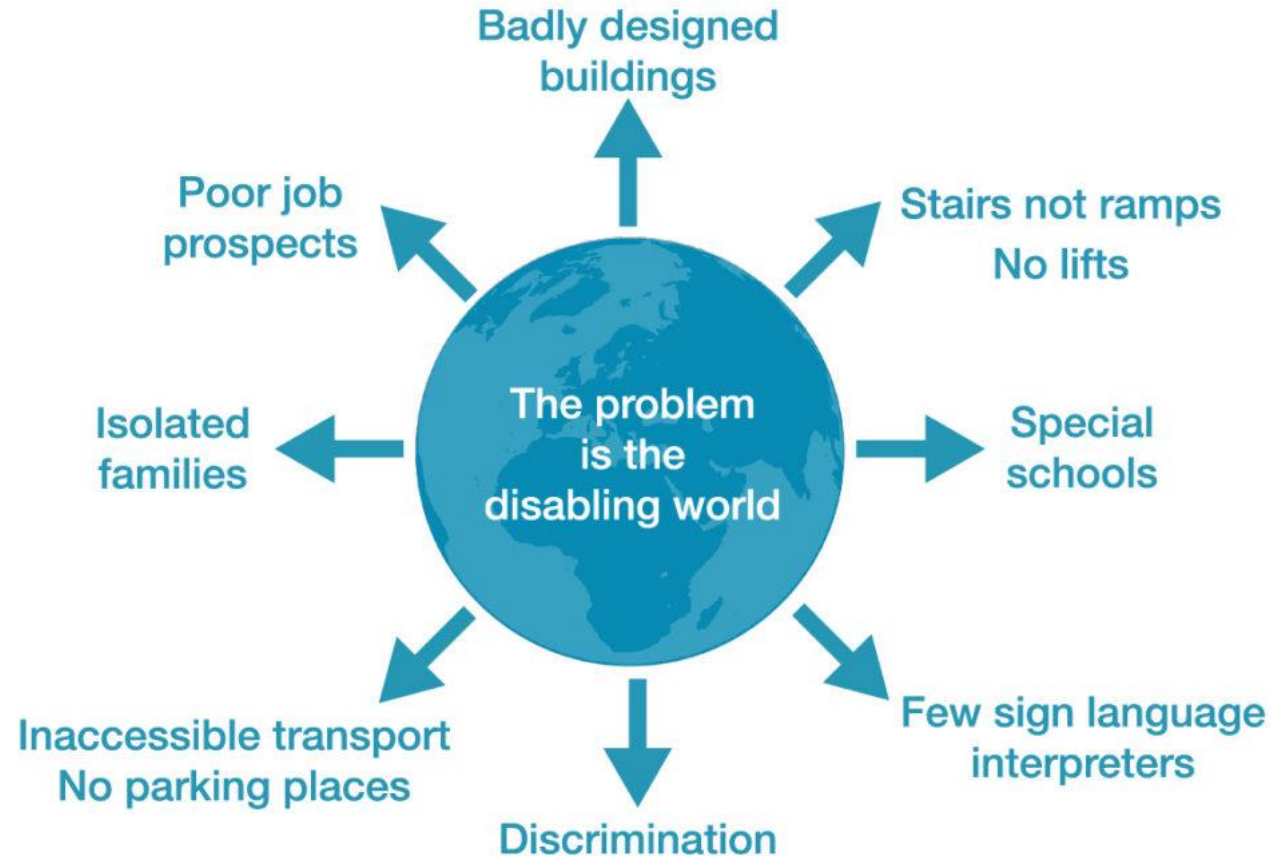 Badly designed
buildings
Stairs not ramps
No lifts
Special
schools
Few sign language
interpreters
Discrimination
Inaccessible transport
No parking places
Isolated
families
Poor job
prospects
The problem
is the
disabling world